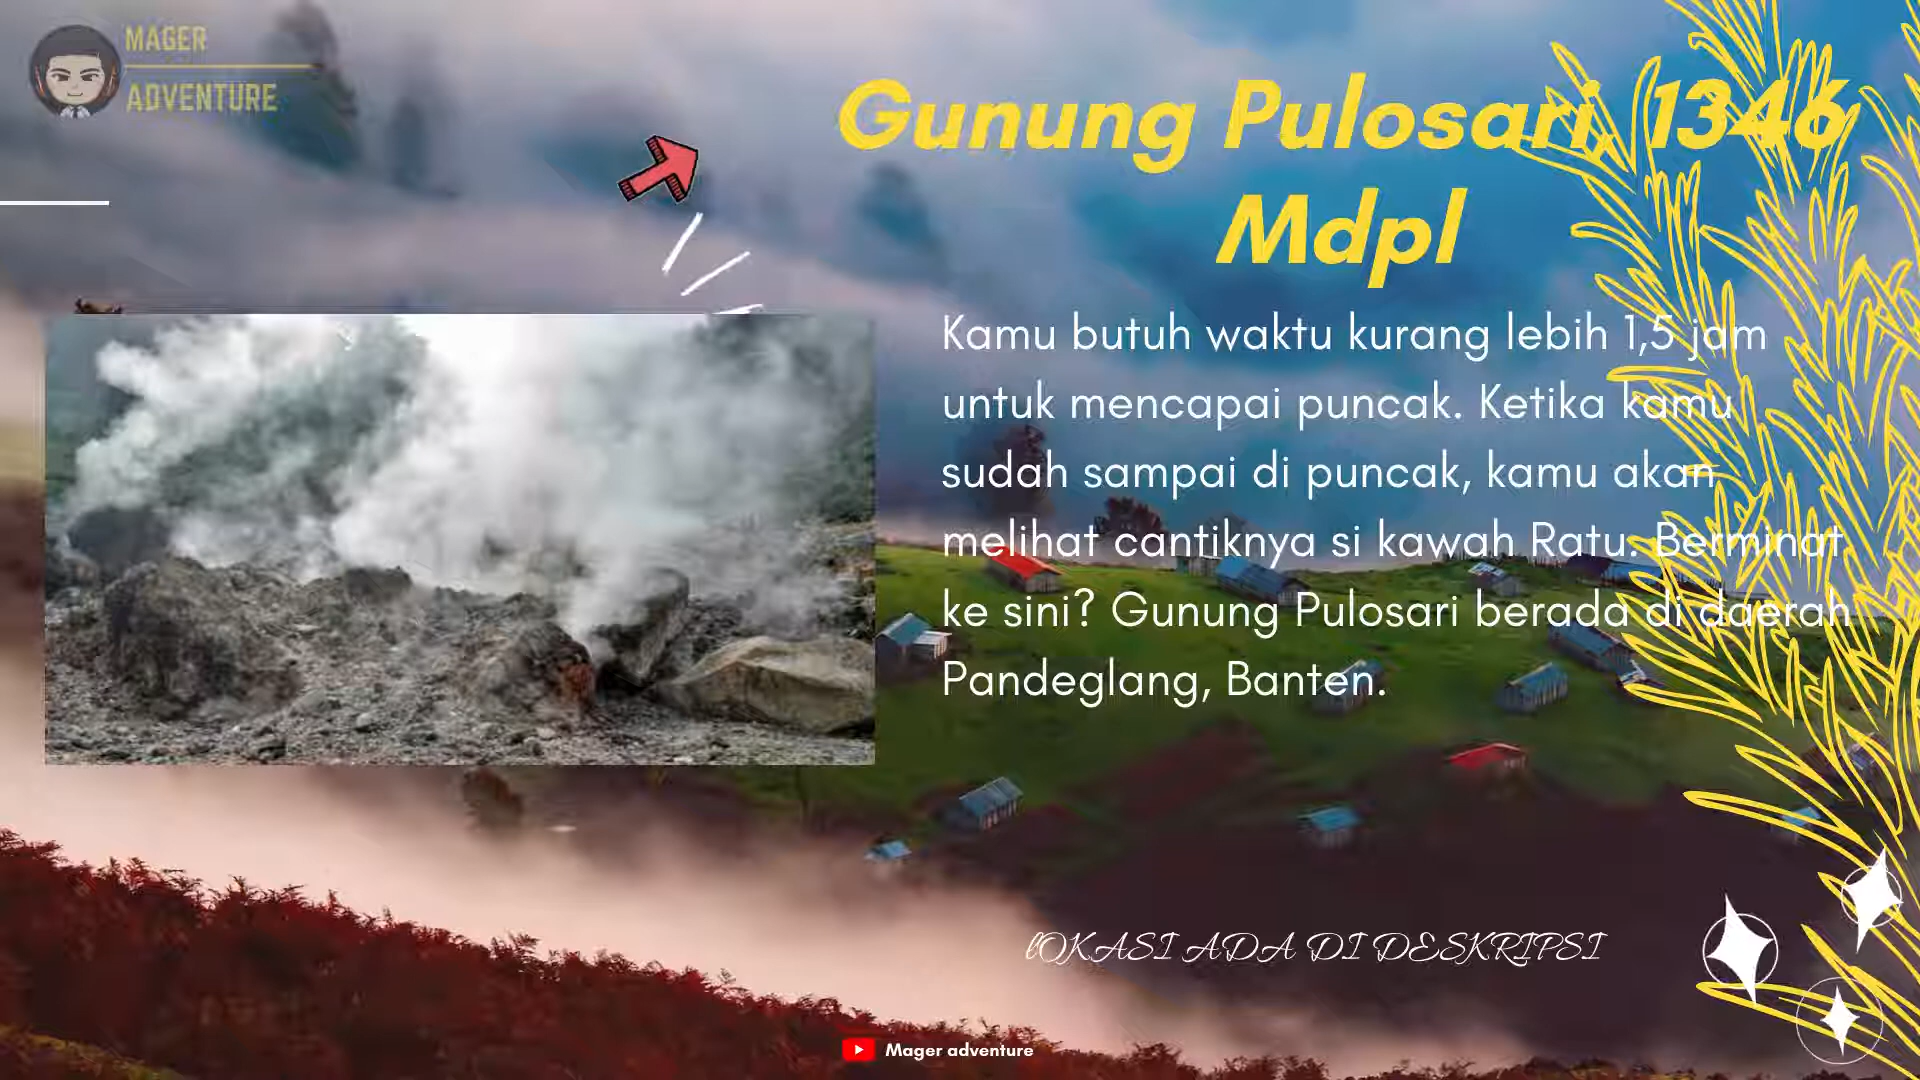 MAGER
ADVENTURE
Gunung Pulosari, 1346
Mdpl
Kamu butuh waktu kurang lebih 1,5 jam
untuk mencapai puncak. Ketika kamu
sudah sampai di puncak, kamu akan
melihat cantiknya si kawah Ratu. Berminat
ke sini? Gunung Pulosari berada di daerah
Pandeglang, Banten.
lOKASI ADA DI DESKRIPSI
Mager adventure